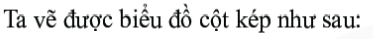 Ta vẽ được biểu đồ cột kép như sau: